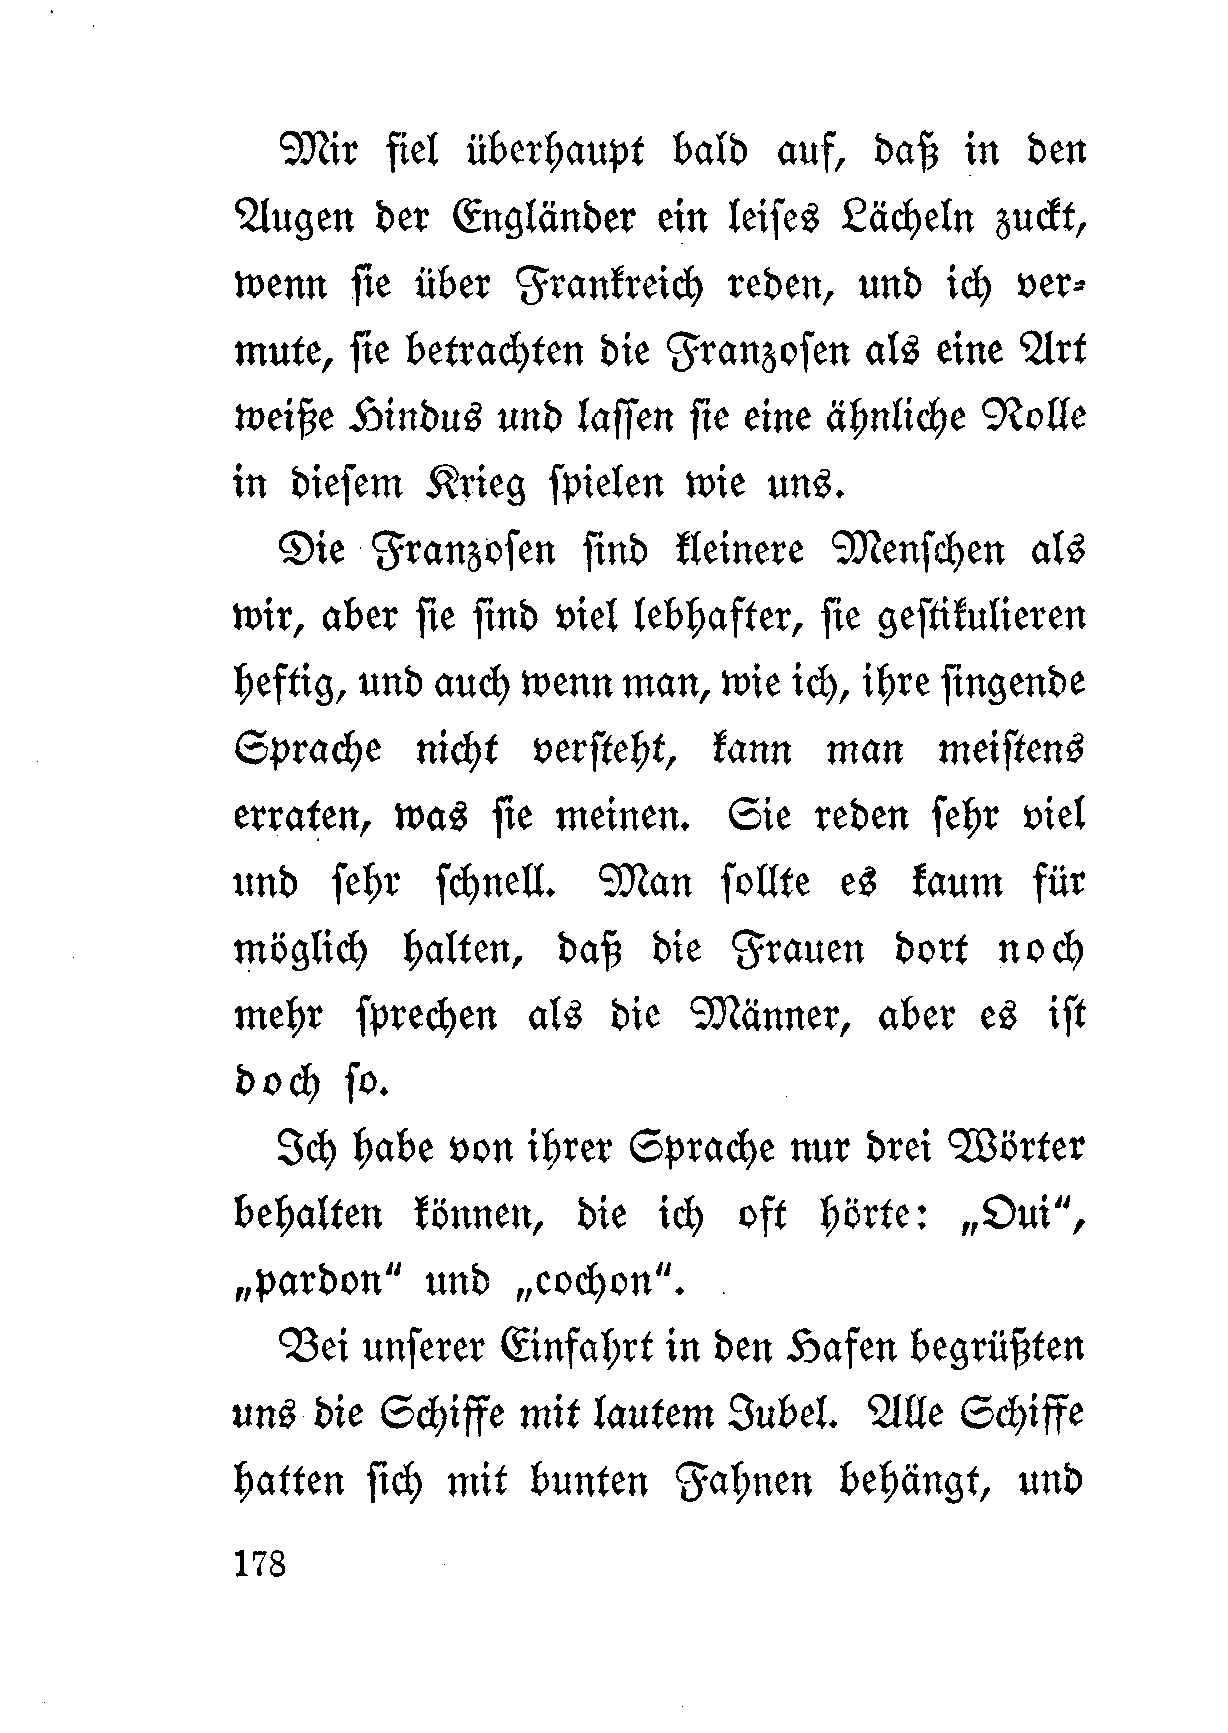 Mir fiel überhaupt bald auf, daß in den
Augen der Engländer ein leises Lächeln zuckt,
wenn sie über Frankreich reden, und ich ver-
mute, sie betrachten die Franzosen als eine Art
weiße Hindus und lassen sie eine ähnliche Rolle
in diesem Krieg spielen wie uns.
Die Franzosen sind kleinere Menschen als
wir, aber sie sind viel lebhafter, sie gestikulieren
heftig, und auch wenn man, wie ich, ihre singende
Sprache nicht versteht, kann man meistens
erraten, was sie meinen. Sie reden sehr viel
und sehr schnell. Man sollte es kaum für
möglich halten, daß die Frauen dort noch
mehr sprechen als die Männer, aber es ist
doch so.
Ich habe von ihrer Sprache nur drei Wörter
behalten können, die ich oft hörte: „Oui“,
„pardon“ und „cochon“.
Bei unserer Einfahrt in den Hafen begrüßten
uns die Schiffe mit lautem Jubel. Alle Schiffe
hatten sich mit bunten Fahnen behängt, und
178